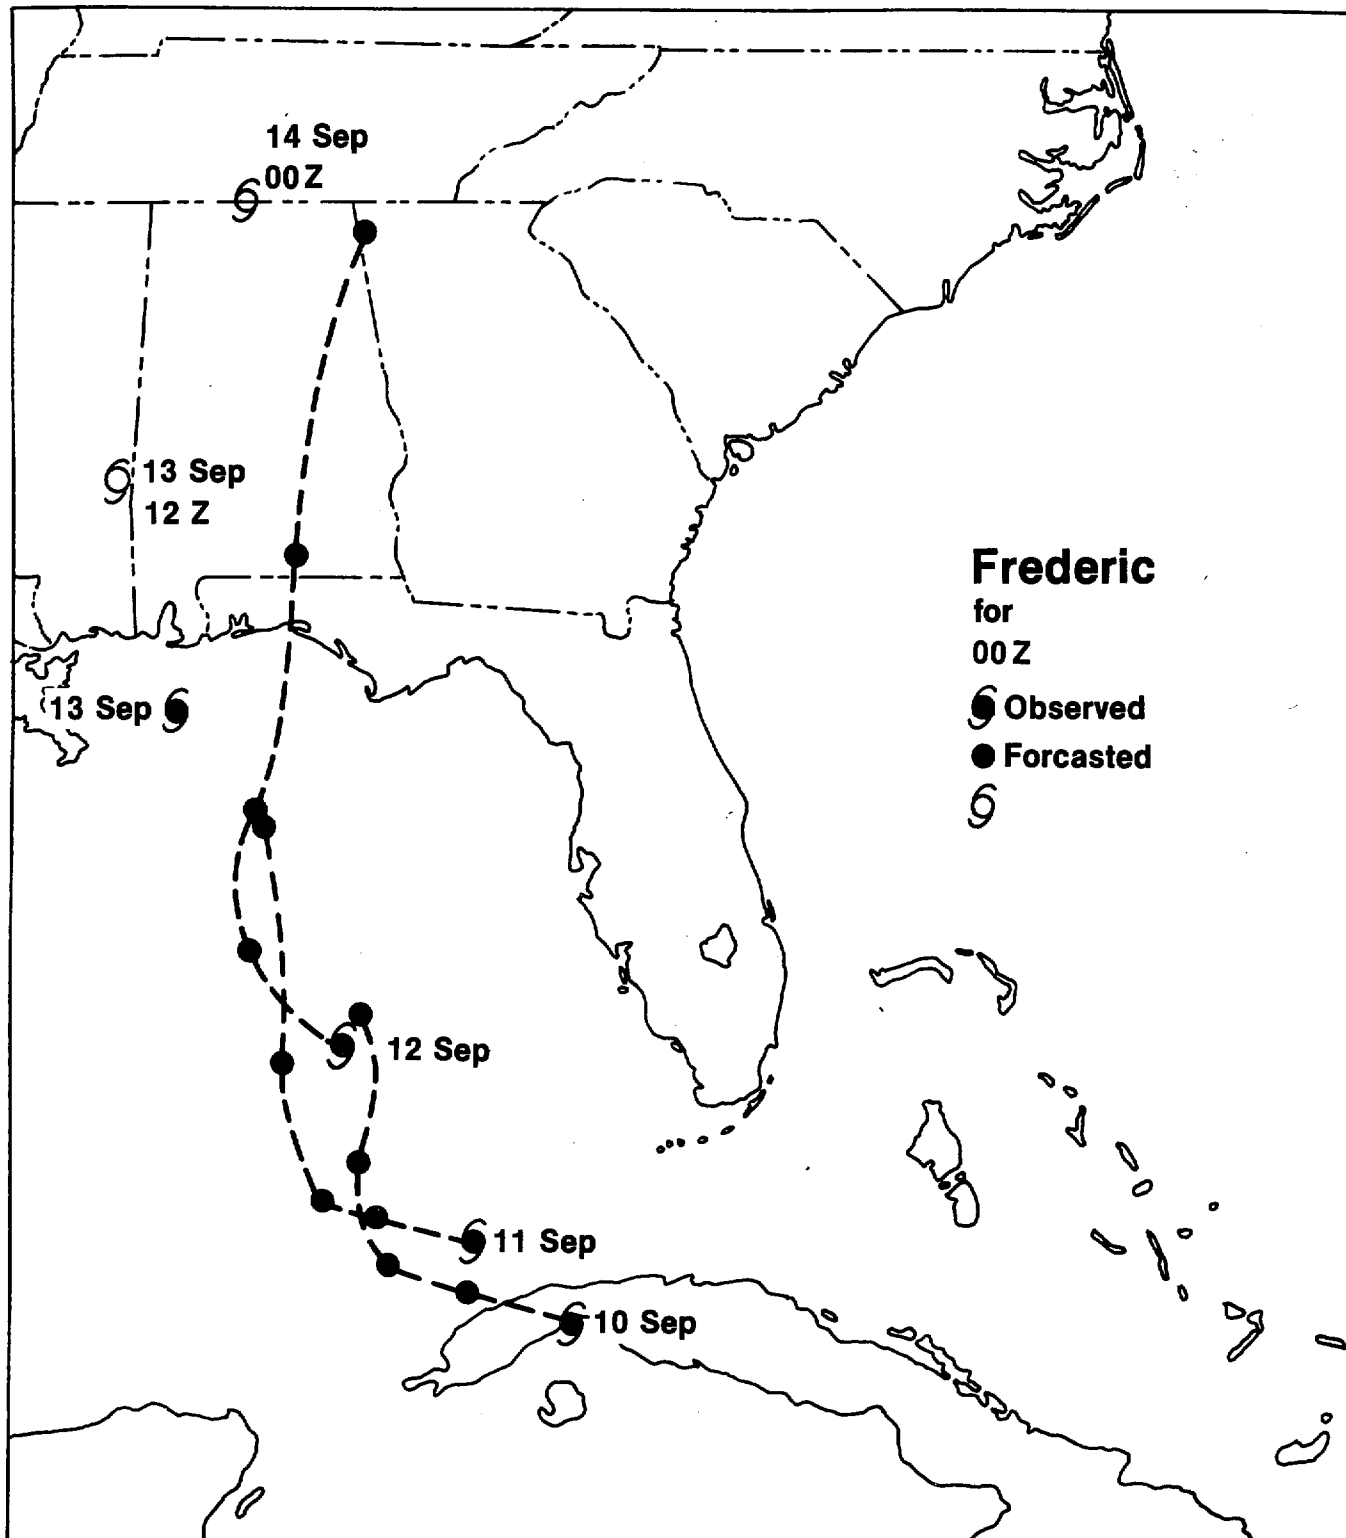 14 Sep
00 Z
13 Sep
12 Z
Frederic
for
00 Z
13 Sep
Observed
Forcasted
12 Sep
11 Sep
10 Sep